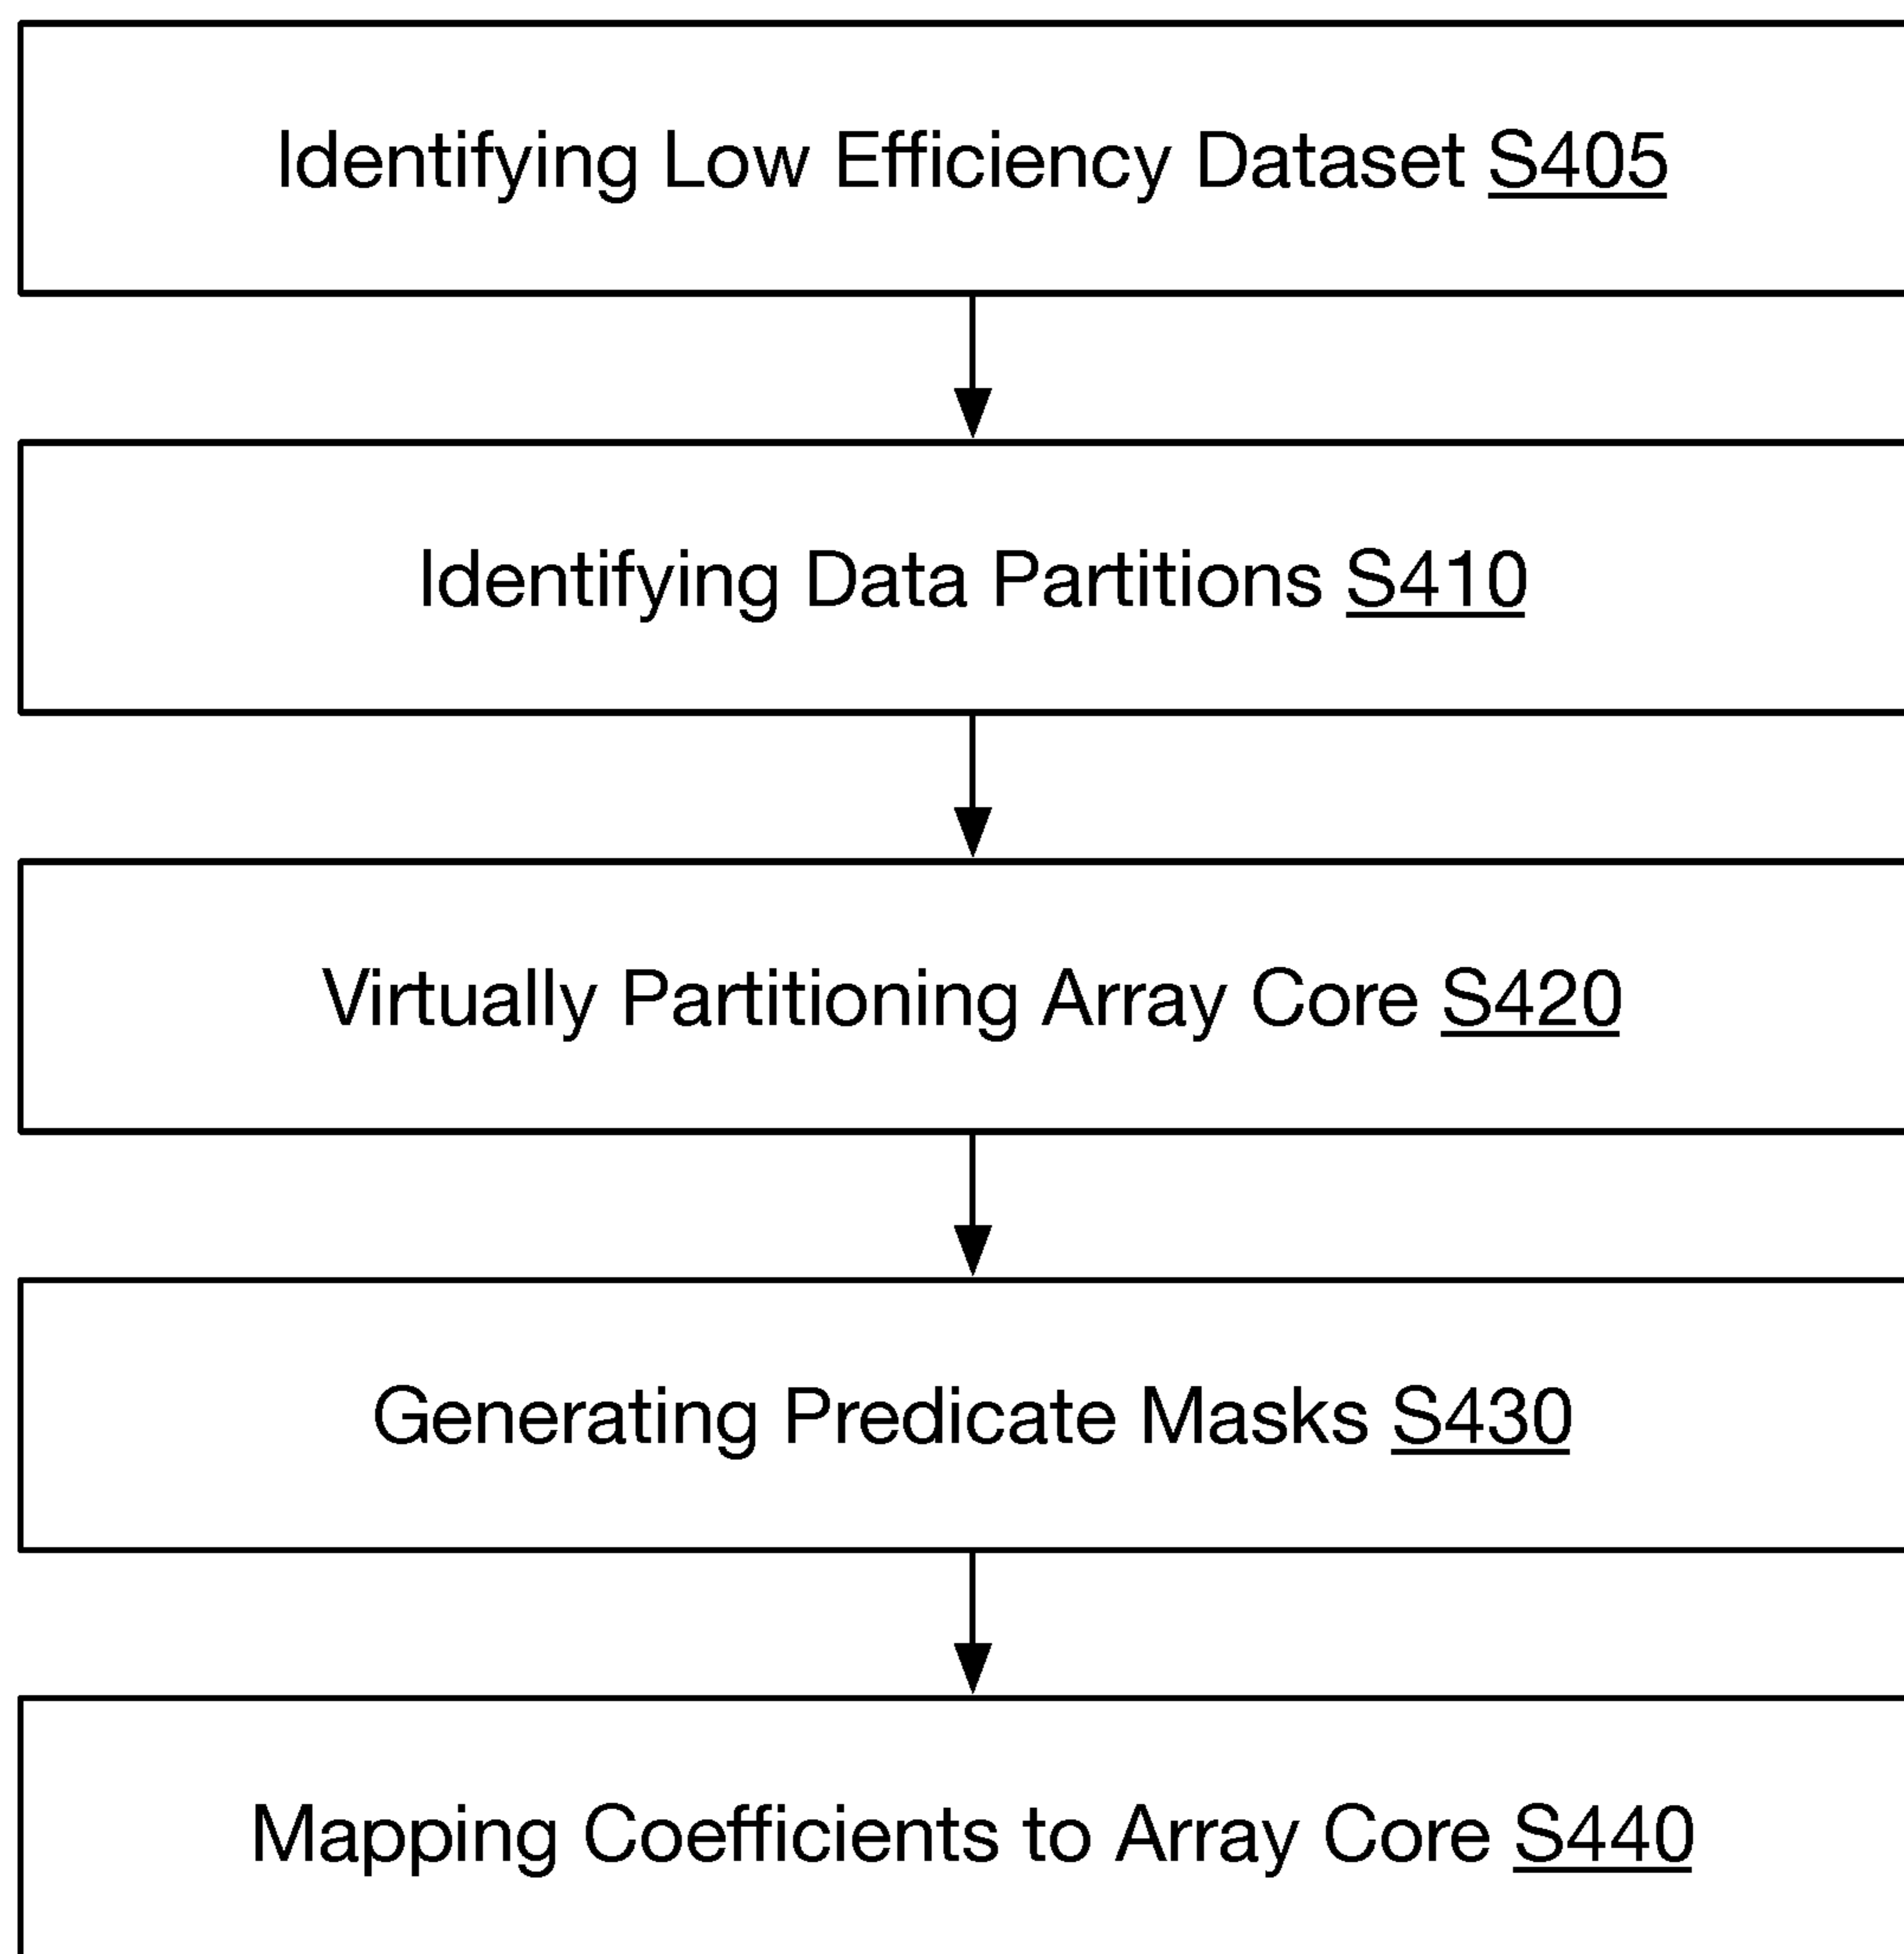 Identifying Low Efficiency Dataset S405
Identifying Data Partitions S410
Virtually Partitioning Array Core S420
Generating Predicate Masks S430
Mapping Coefficients to Array Core S440